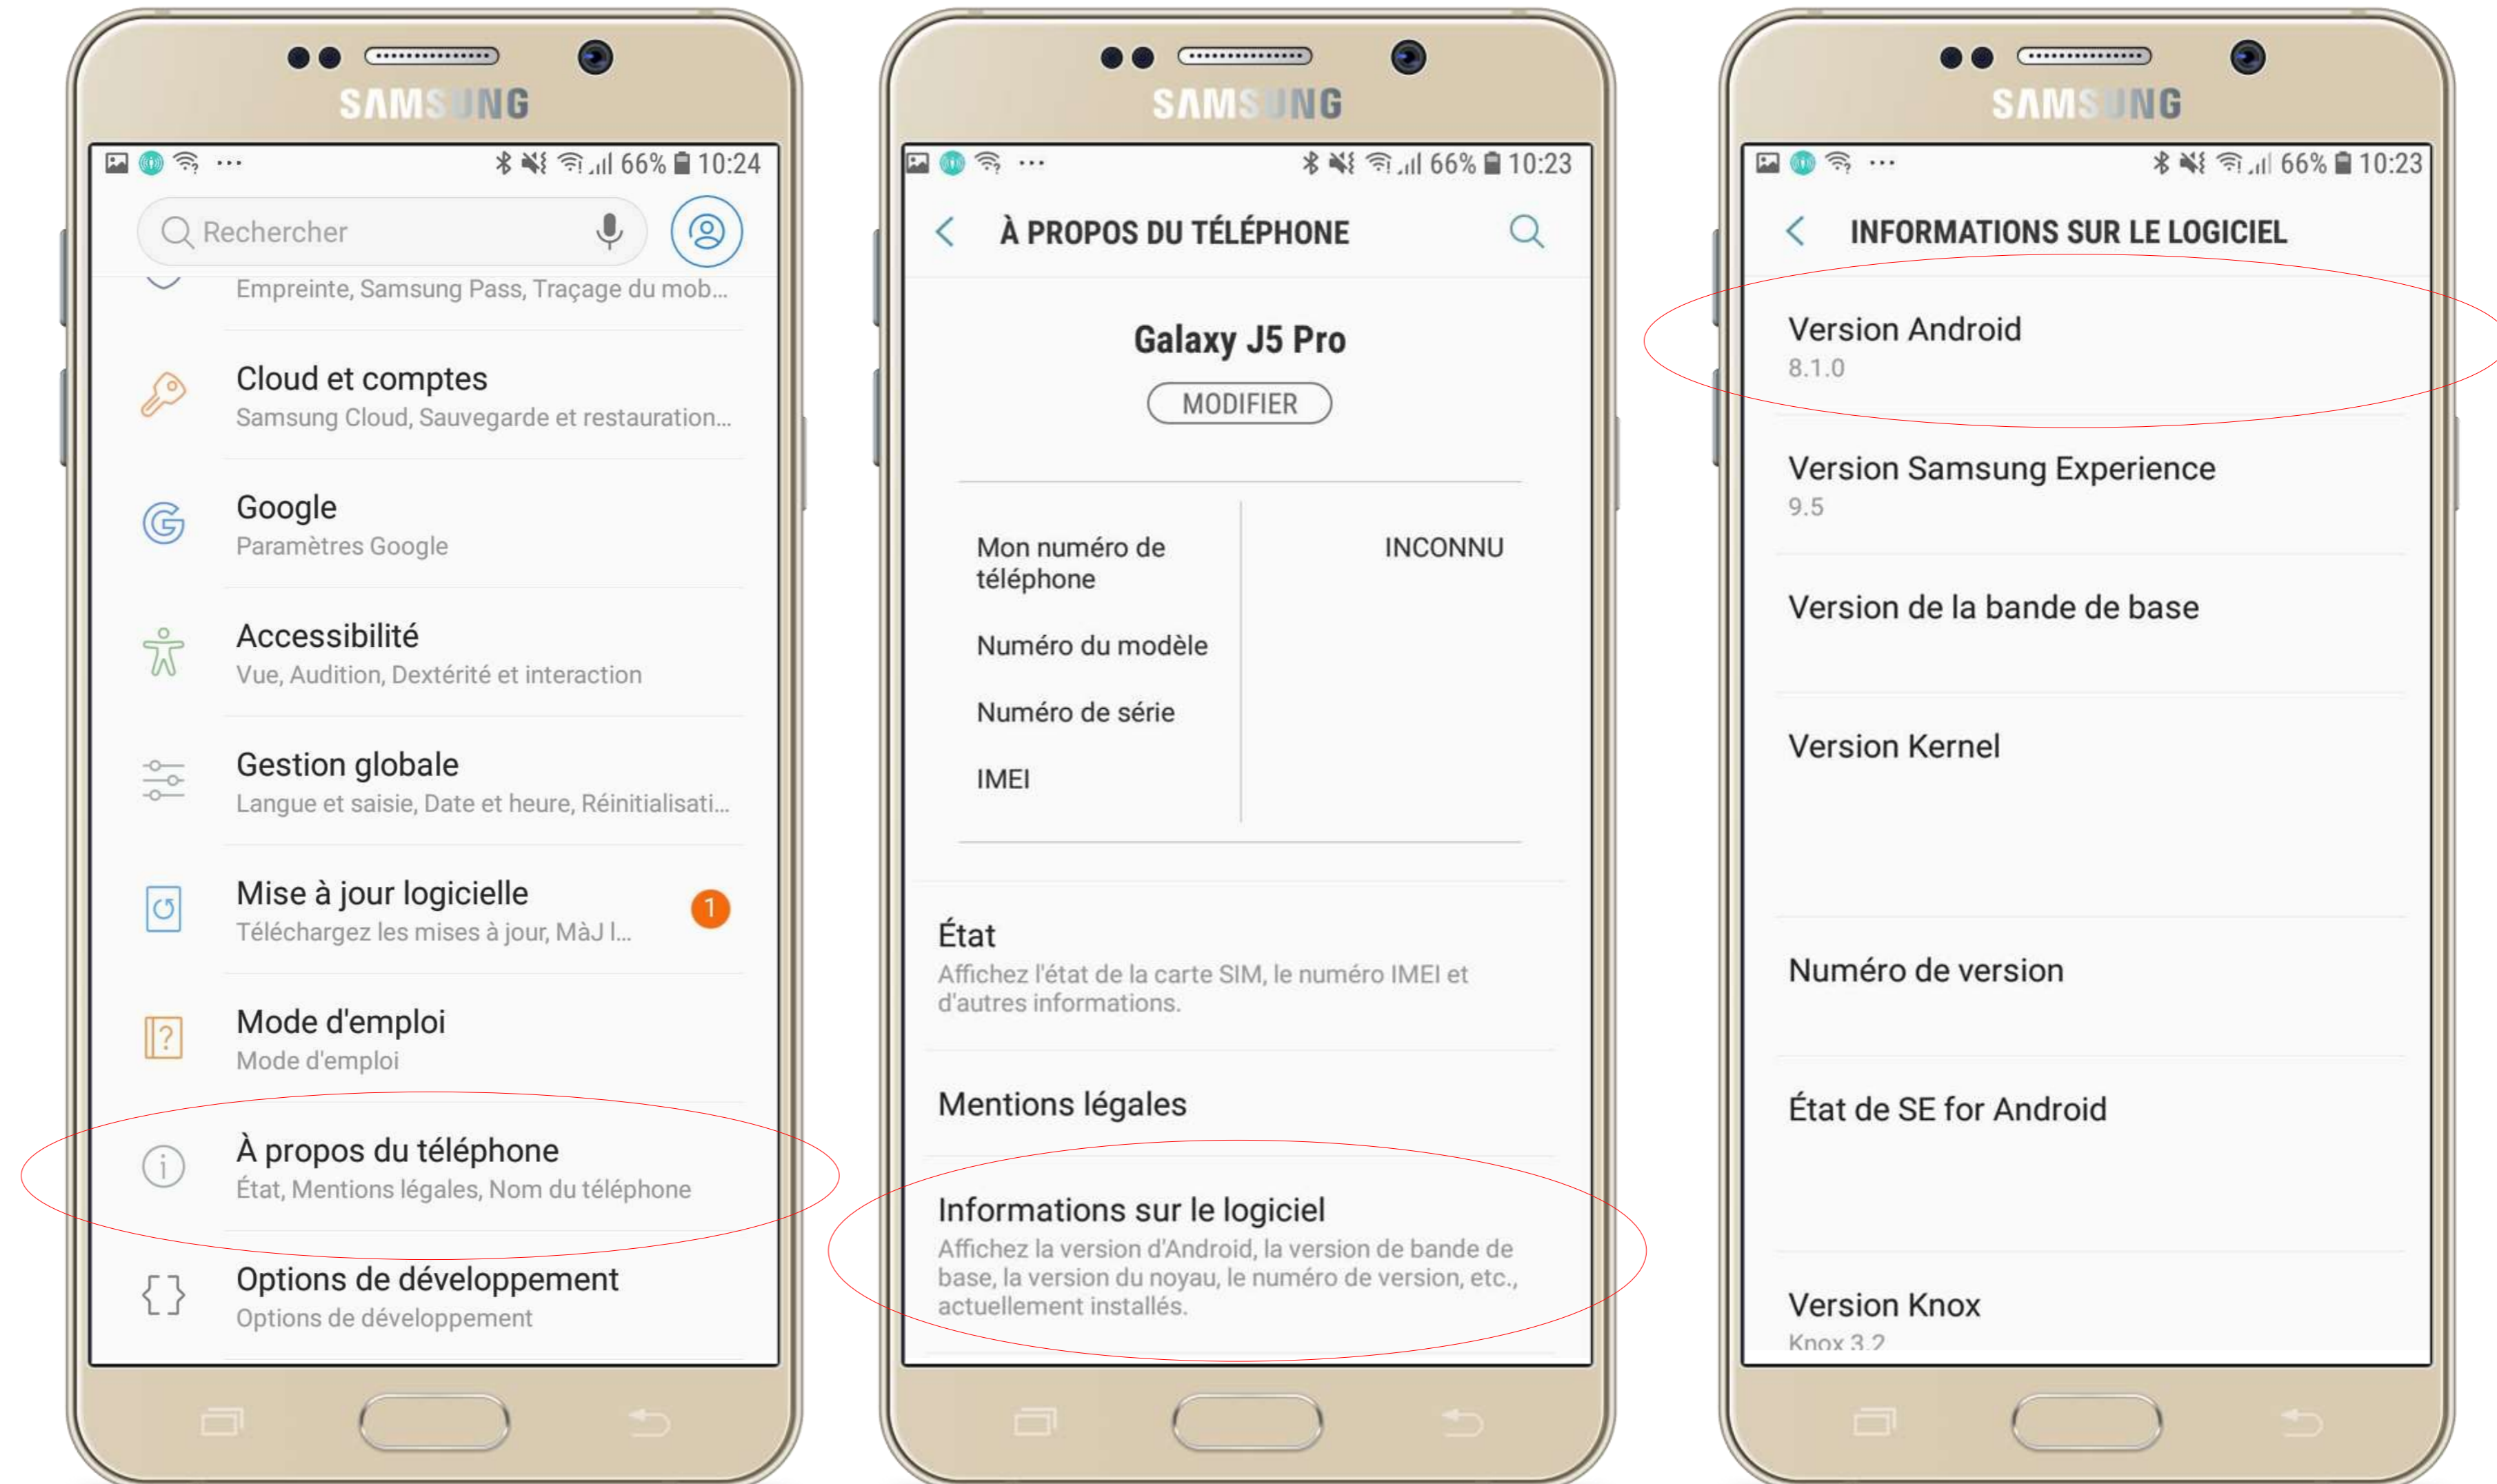 SAMSUNG
66% 10:24
Rechercher
Empreinte, Samsung Pass, Traçage du mob...
Cloud et comptes
Samsung Cloud, Sauvegarde et restauration...
Google
Paramètres Google
Accessibilité
Vue, Audition, Dextérité et interaction
Gestion globale
Langue et saisie, Date et heure, Réinitialisati...
Mise à jour logicielle
1
Téléchargez les mises à jour, MàJ l...
Mode d'emploi
Mode d'emploi
À propos du téléphone
État, Mentions légales, Nom du téléphone
Options de développement
Options de développement
SAMSUNG
66% 10:23
À PROPOS DU TÉLÉPHONE
Galaxy J5 Pro
MODIFIER
Mon numéro de
téléphone
INCONNU
Numéro du modèle
Numéro de série
IMEI
État
Affichez l'état de la carte SIM, le numéro IMEI et
d'autres informations.
Mentions légales
Informations sur le logiciel
Affichez la version d'Android, la version de bande de
base, la version du noyau, le numéro de version, etc.,
actuellement installés.
SAMSUNG
66% 10:23
INFORMATIONS SUR LE LOGICIEL
Version Android
8.1.0
Version Samsung Experience
9.5
Version de la bande de base
Version Kernel
Numéro de version
État de SE for Android
Version Knox
Knox 3.2